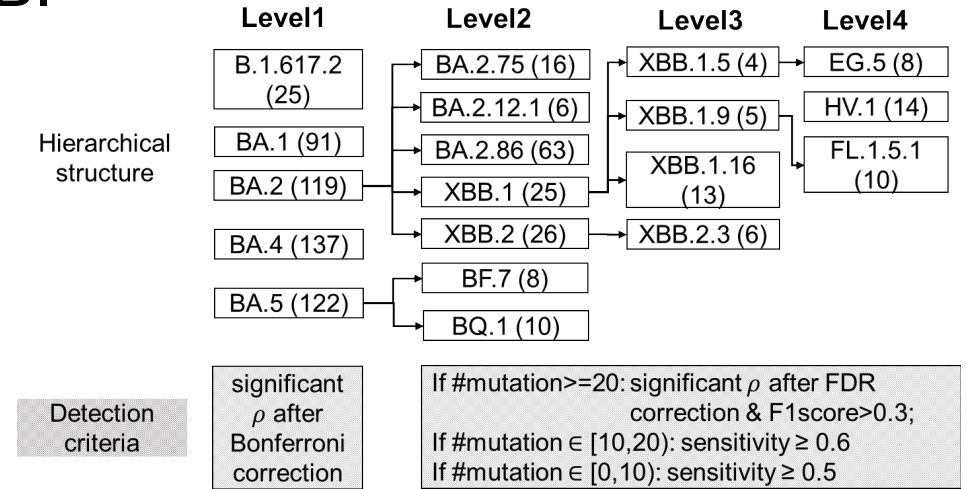 Level1
Level2
Level3
Level4
Hierarchical
structure
B.1.617.2
(25)
BA.1 (91)
BA.2 (119)
BA.4 (137)
BA.5 (122)
BA.2.75 (16)
BA.2.12.1 (6)
BA.2.86 (63)
XBB.1 (25)
XBB.2 (26)
BF.7 (8)
BQ.1 (10)
XBB.1.5 (4)
XBB.1.9 (5)
XBB.1.16
(13)
XBB.2.3 (6)
EG.5 (8)
HV.1 (14)
FL.1.5.1
(10)
Detection
criteria
significant
ρ after
Bonferroni
correction
If #mutation>=20: significant ρ after FDR
correction & F1score>0.3;
If #mutation ∈ [10,20): sensitivity ≥ 0.6
If #mutation ∈ [0,10): sensitivity ≥ 0.5